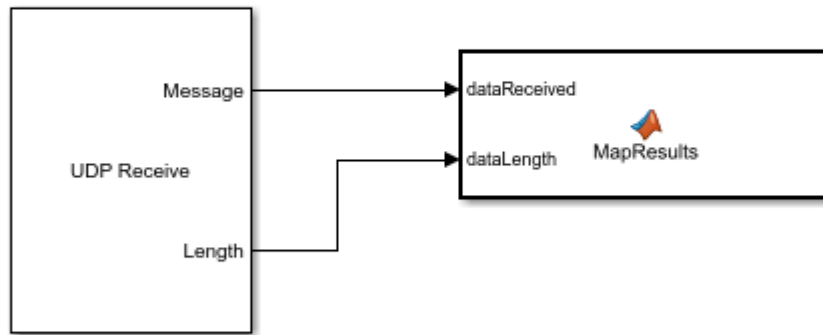 Message
dataReceived
UDP Receive
dataLength
MapResults
Length